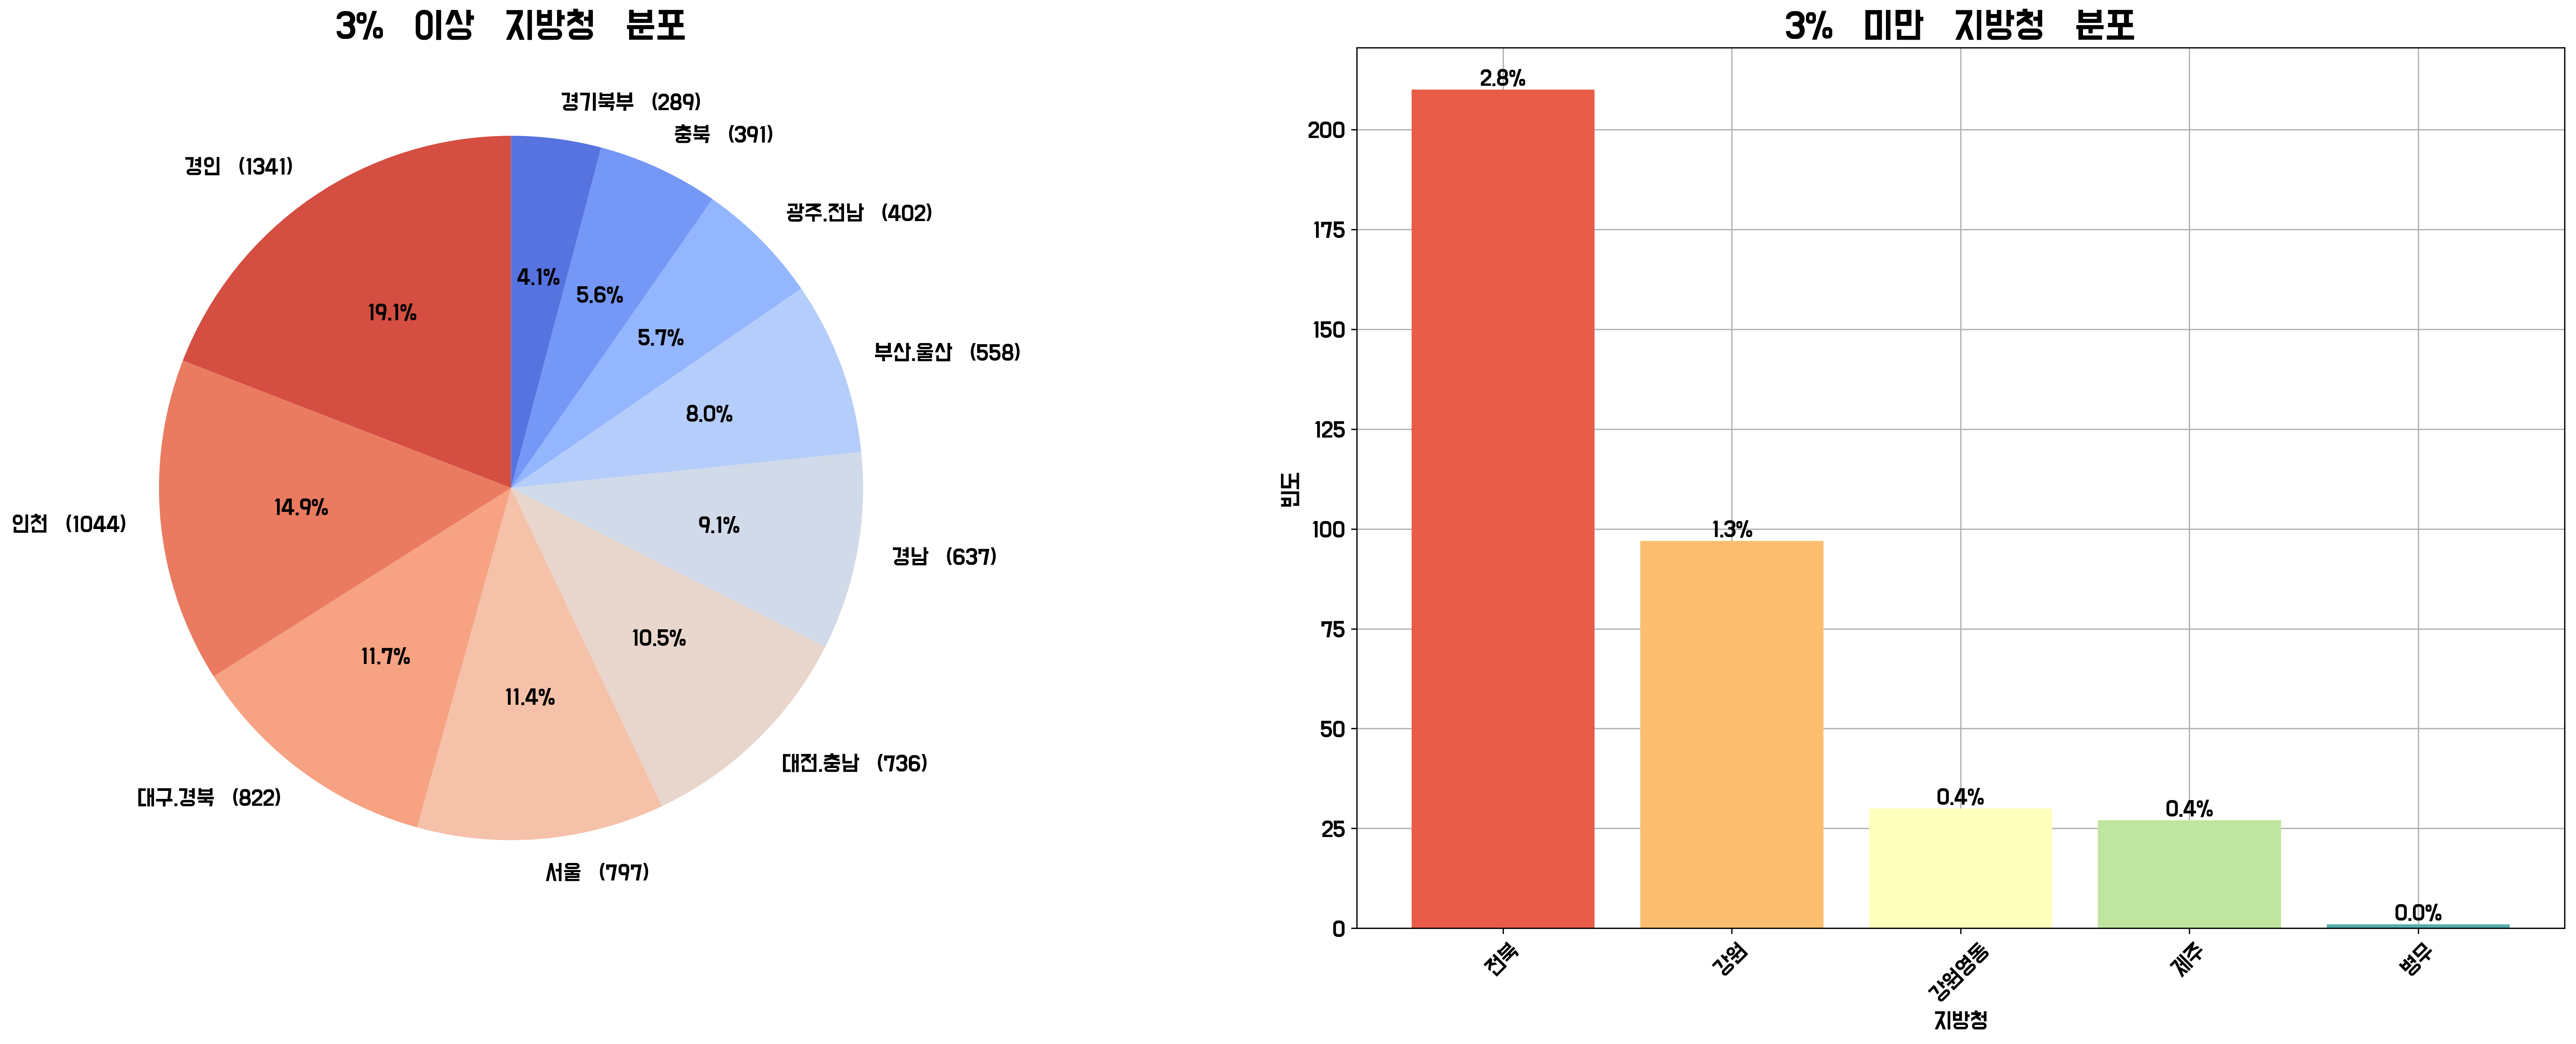 3% 이상 지방청 분포
경기북부 (289)
충북 (391)
경인 (1341)
광주.전남 (402)
4.1%
5.6%
19.1%
5.7%
부산.울산 (558)
8.0%
14.9%
인천 (1044)
9.1%
경남 (637)
10.5%
11.7%
11.4%
대전.충남 (736)
대구.경북 (822)
서울 (797)
3% 미만 지방청 분포
2.8%
200
175
150
125
빈도
100
1.3%
75
50
0.4%
0.4%
25
0.0%
0
전북
강원
강원영동
제주
병무
지방청